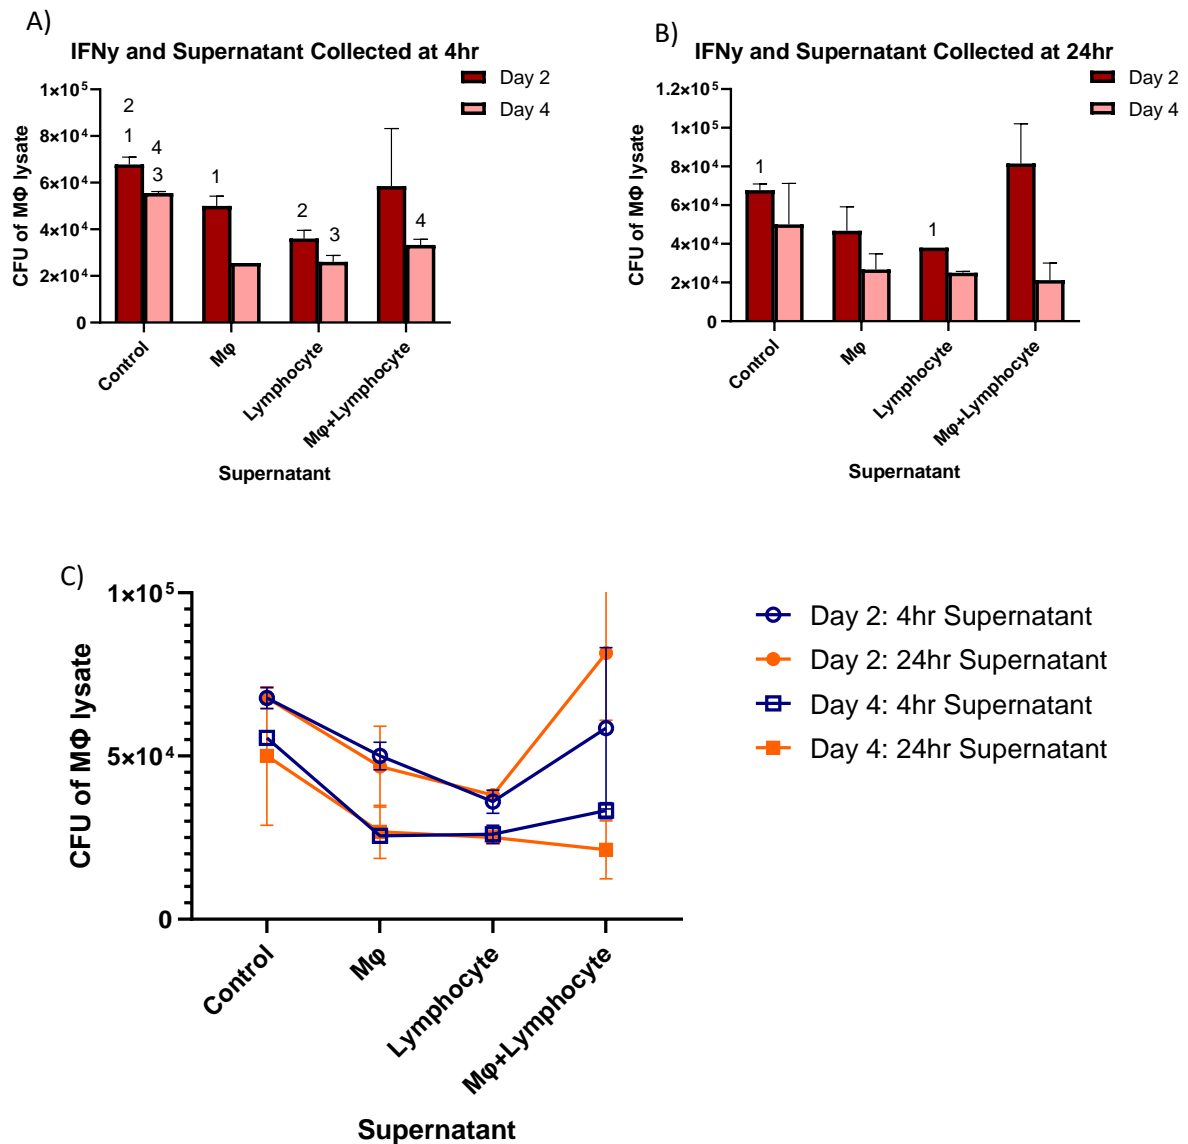 A)
IFNy and Supernatant Collected at 4hr
Day 2
Day 4
CFU of MΦ lysate
1×10⁵
8×10⁴
6×10⁴
4×10⁴
2×10⁴
0
2
1
4
3
1
2
3
4
Control
Mφ
Lymphocyte
Mφ+Lymphocyte
Supernatant
B)
IFNy and Supernatant Collected at 24hr
Day 2
Day 4
CFU of MΦ lysate
1.2×10⁵
1×10⁵
8×10⁴
6×10⁴
4×10⁴
2×10⁴
0
1
1
Control
Mφ
Lymphocyte
Mφ+Lymphocyte
Supernatant
C)
CFU of MΦ lysate
1×10⁵
5×10⁴
0
Control
Mφ
Lymphocyte
Mφ+Lymphocyte
Supernatant
Day 2: 4hr Supernatant
Day 2: 24hr Supernatant
Day 4: 4hr Supernatant
Day 4: 24hr Supernatant